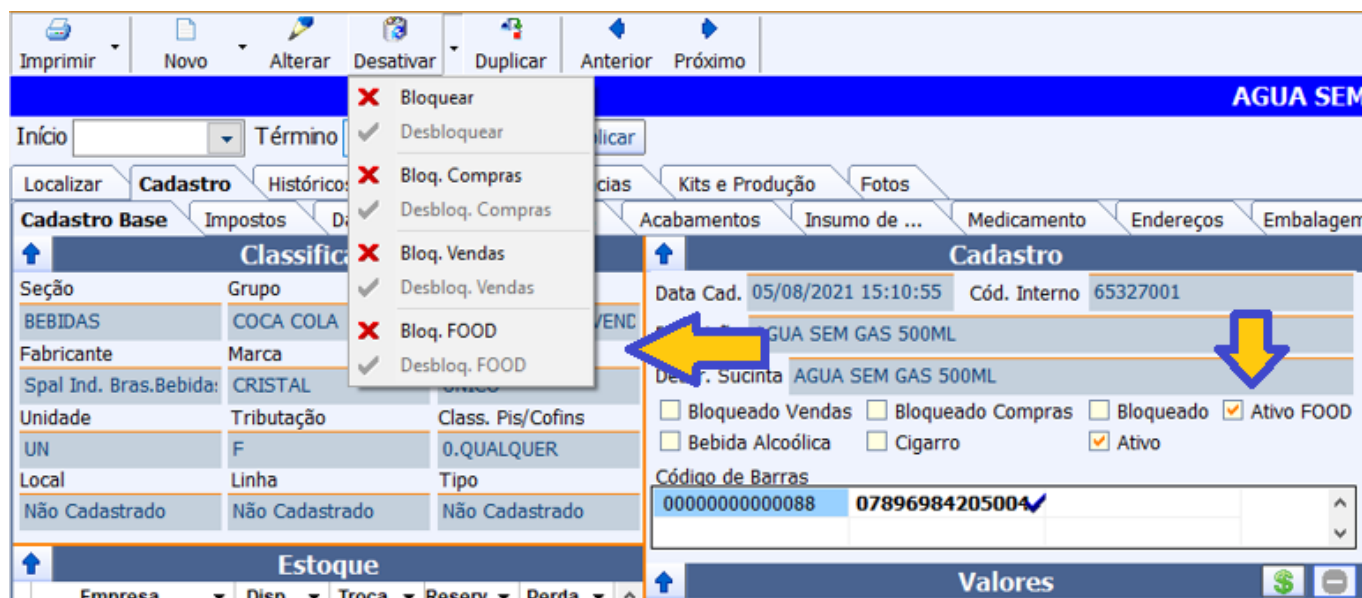 Imprimir Novo Alterar Desativar Duplicar Anterior Próximo
Bloquear
Desbloquear
Bloq. Compras
Desbloq. Compras
Bloq. Vendas
Desbloq. Vendas
Bloq. FOOD
Desbloq. FOOD
AGUA SEM
Início Término
Localizar Cadastro Kits e Produção Fotos
Cadastro Base Impostos Acabamentos Insumo de ... Medicamento Endereços Embalagem
Cadastro
Seção Grupo
BEBIDAS COCA COLA
Fabricante Marca
Spal Ind. Bras.Bebida: CRISTAL
Unidade Tributação Class. Pis/Cofins
UN F 0.QUALQUER
Local Linha Tipo
Não Cadastrado Não Cadastrado Não Cadastrado
Estoque
Empresa Disp. Troca Reserv. Perda
Data Cad. 05/08/2021 15:10:55 Cód. Interno 65327001
AGUA SEM GAS 500ML
Sucinta AGUA SEM GAS 500ML
Bloqueado Vendas Bloqueado Compras Bloqueado Ativo FOOD
Bebida Alcoólica Cigarro Ativo
Código de Barras
00000000000088 07896984205004
Valores